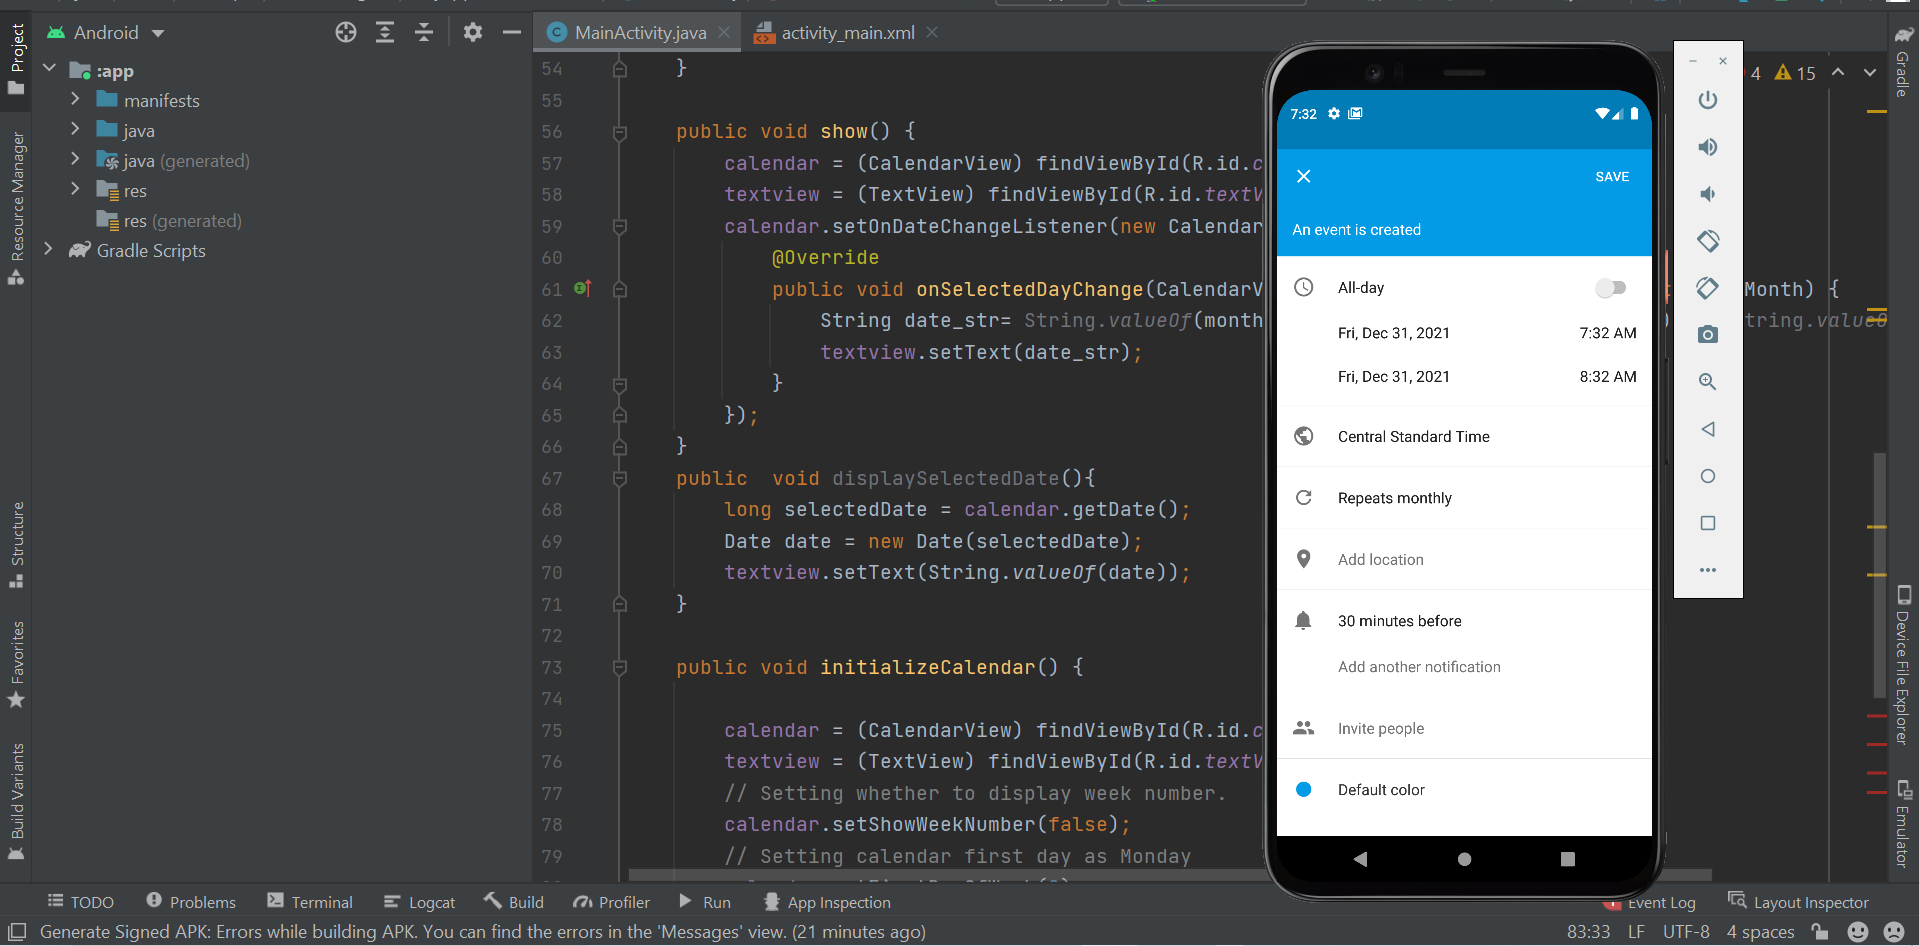 Android
MainActivity.java
activity_main.xml
Project
Resource Manager
Structure
Favorites
Build Variants
:app
manifests
java
java (generated)
res
res (generated)
Gradle Scripts
4 15
54 }
55
56 public void show() {
57 calendar = (CalendarView) findViewById(R.id.c
58 textview = (TextView) findViewById(R.id.textV
59 calendar.setOnDateChangeListener(new Calendar
60 @Override
61 public void onSelectedDayChange(CalendarV Month) {
62 String date_str= String.valueOf(month tring.valueO
63 textview.setText(date_str);
64 }
65 });
66 }
67 public  void displaySelectedDate(){
68 long selectedDate = calendar.getDate();
69 Date date = new Date(selectedDate);
70 textview.setText(String.valueOf(date));
71 }
72
73 public void initializeCalendar() {
74
75 calendar = (CalendarView) findViewById(R.id.c
76 textview = (TextView) findViewById(R.id.textV
77 // Setting whether to display week number.
78 calendar.setShowWeekNumber(false);
79 // Setting calendar first day as Monday
7:32
SAVE
An event is created
All-day
Fri, Dec 31, 2021 7:32 AM
Fri, Dec 31, 2021 8:32 AM
Central Standard Time
Repeats monthly
Add location
30 minutes before
Add another notification
Invite people
Default color
Gradle
Device File Explorer
Emulator
TODO
Problems
Terminal
Logcat
Build
Profiler
Run
App Inspection
Event Log
Layout Inspector
Generate Signed APK: Errors while building APK. You can find the errors in the 'Messages' view. (21 minutes ago)
83:33 LF UTF-8 4 spaces